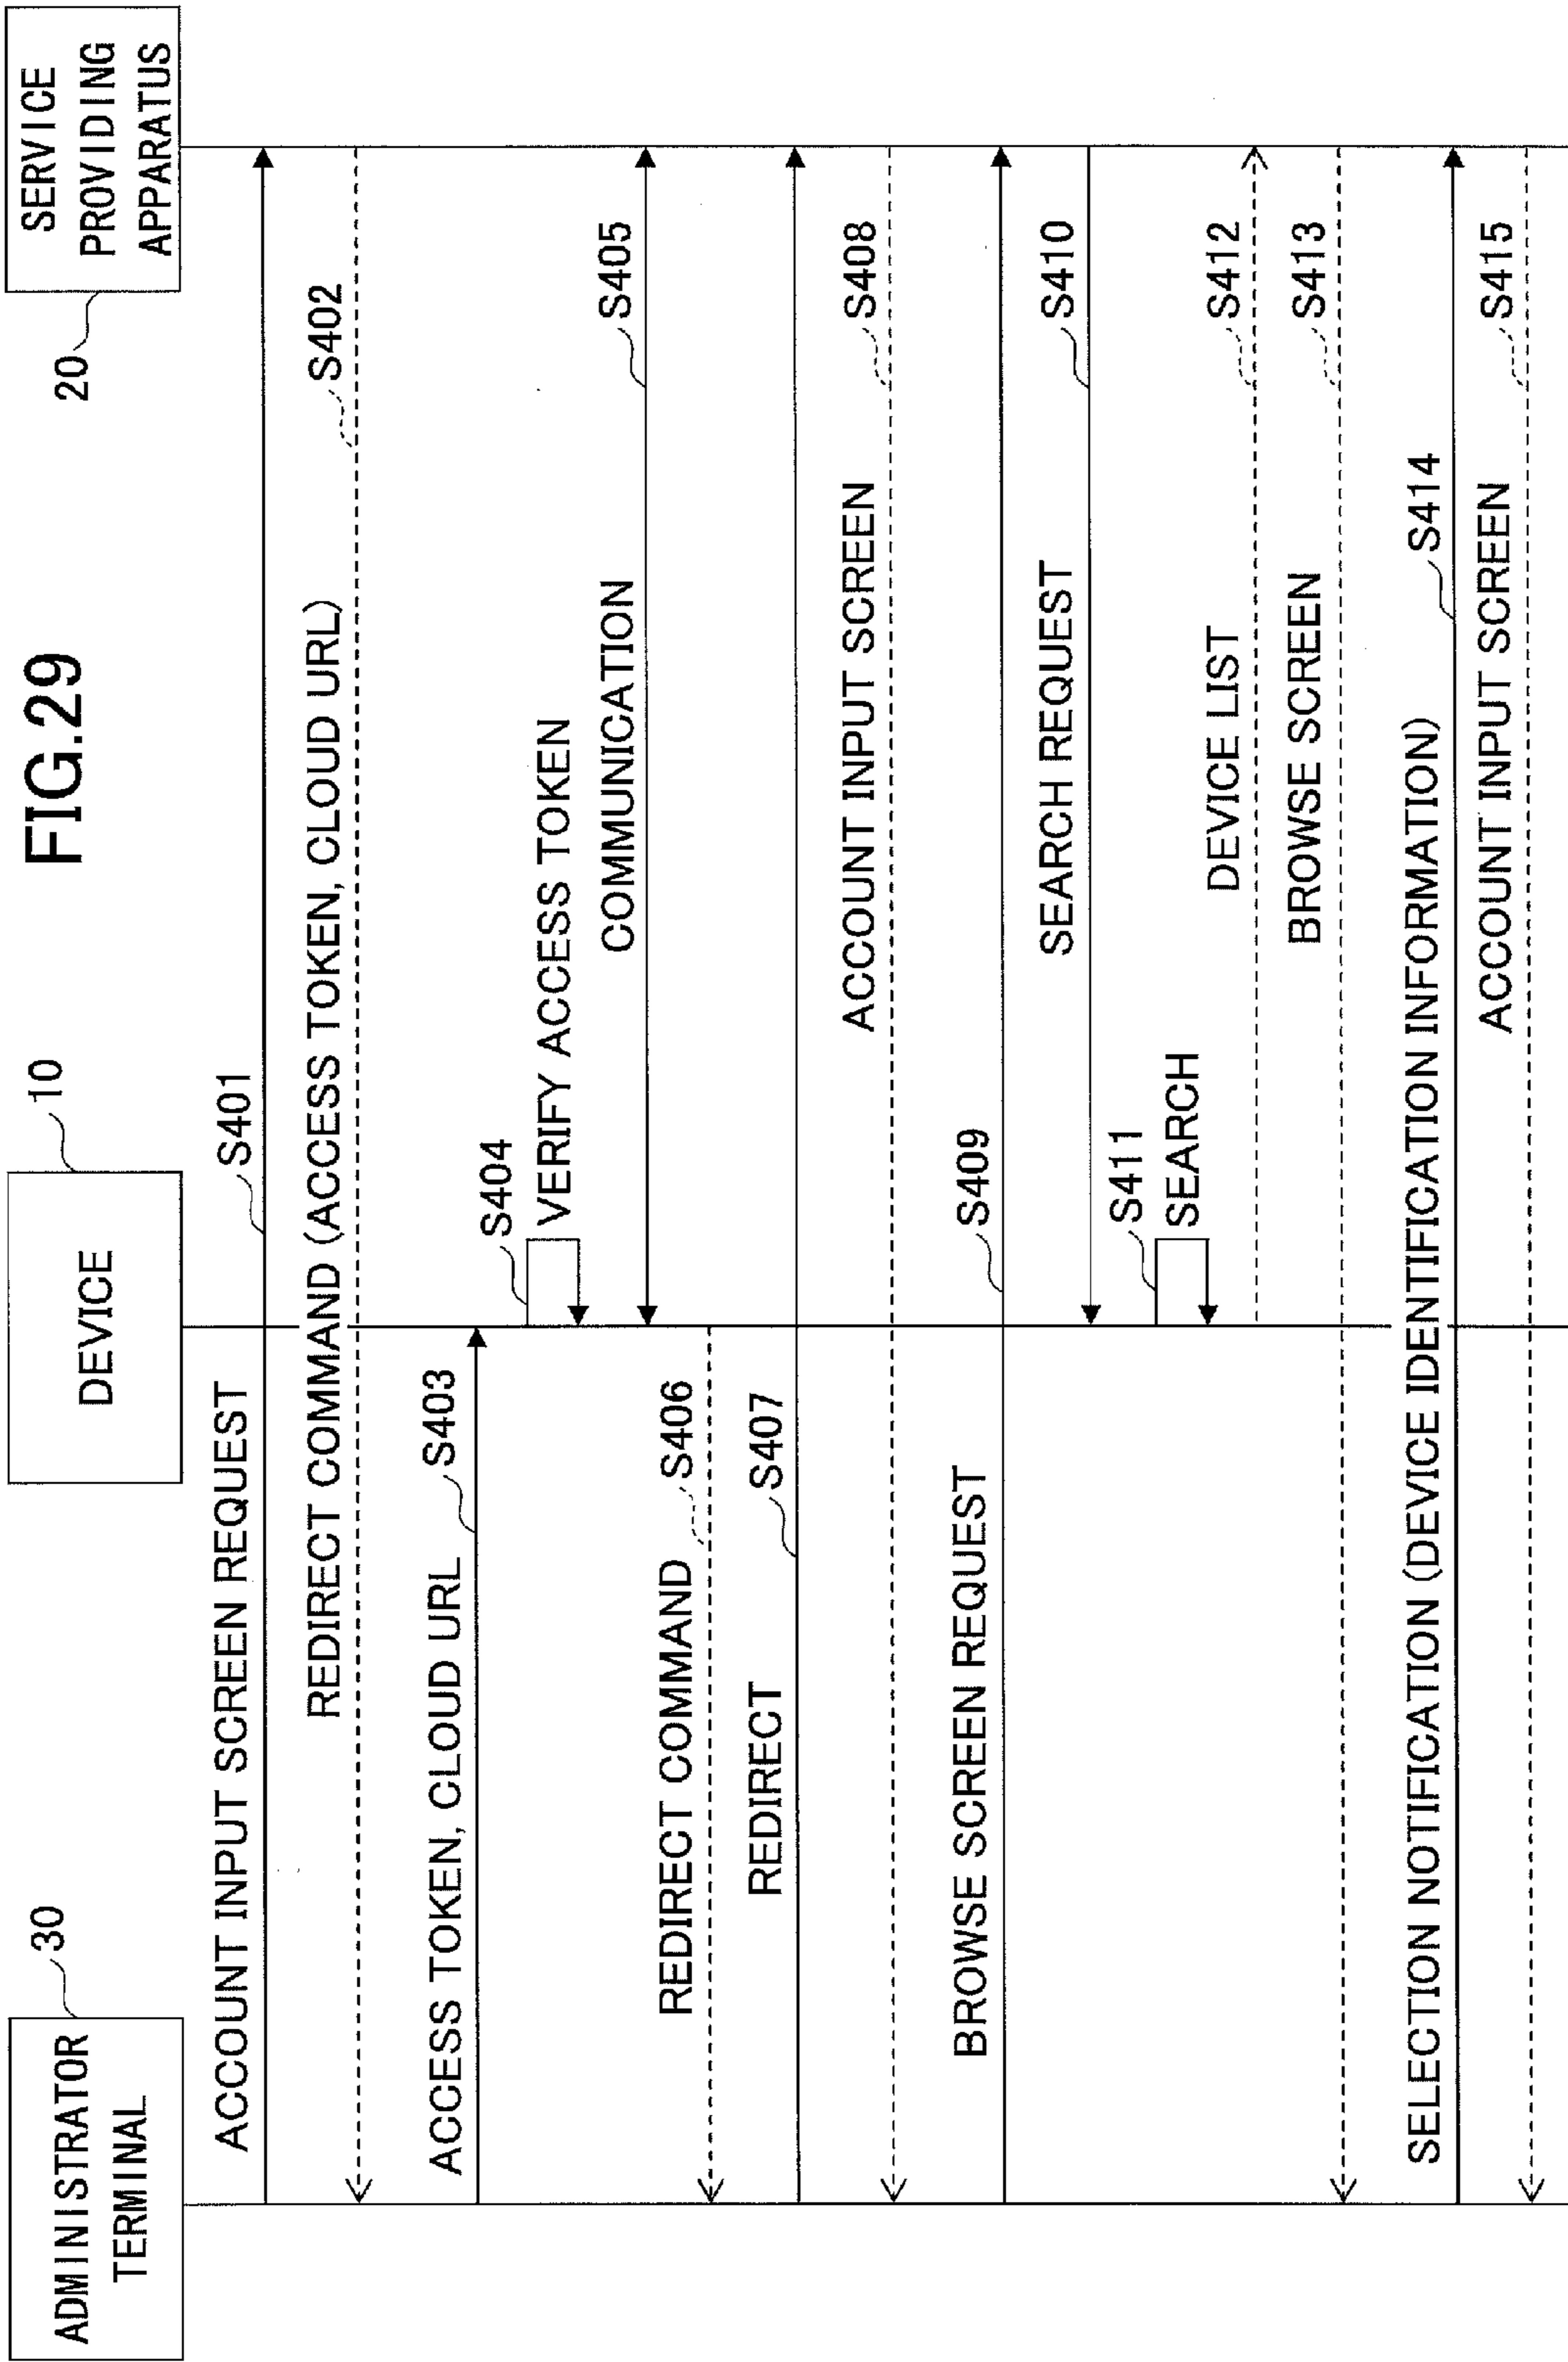 FIG.29
ADMINISTRATOR
TERMINAL
30
DEVICE
10
SERVICE
PROVIDING
APPARATUS
20
ACCOUNT INPUT SCREEN REQUEST
S401
REDIRECT COMMAND (ACCESS TOKEN, CLOUD URL)
S402
ACCESS TOKEN, CLOUD URL
S403
S404
VERIFY ACCESS TOKEN
COMMUNICATION
S405
REDIRECT COMMAND
S406
REDIRECT
S407
ACCOUNT INPUT SCREEN
S408
BROWSE SCREEN REQUEST
S409
SEARCH REQUEST
S410
S411
SEARCH
DEVICE LIST
S412
BROWSE SCREEN
S413
SELECTION NOTIFICATION (DEVICE IDENTIFICATION INFORMATION)
S414
ACCOUNT INPUT SCREEN
S415